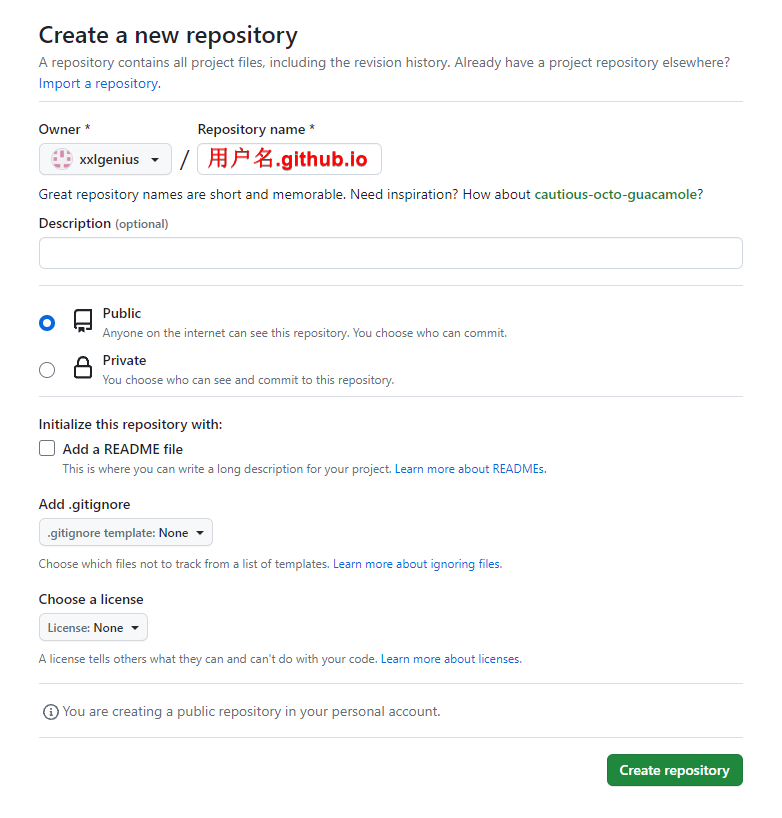 Create a new repository
A repository contains all project files, including the revision history. Already have a project repository elsewhere?
Import a repository.
Owner * Repository name *
xxlgenius / 用户名.github.io
Great repository names are short and memorable. Need inspiration? How about cautious-octo-guacamole?
Description (optional)
Public
Anyone on the internet can see this repository. You choose who can commit.
Private
You choose who can see and commit to this repository.
Initialize this repository with:
Add a README file
This is where you can write a long description for your project. Learn more about READMEs.
Add .gitignore
.gitignore template: None
Choose which files not to track from a list of templates. Learn more about ignoring files.
Choose a license
License: None
A license tells others what they can and can't do with your code. Learn more about licenses.
You are creating a public repository in your personal account.
Create repository